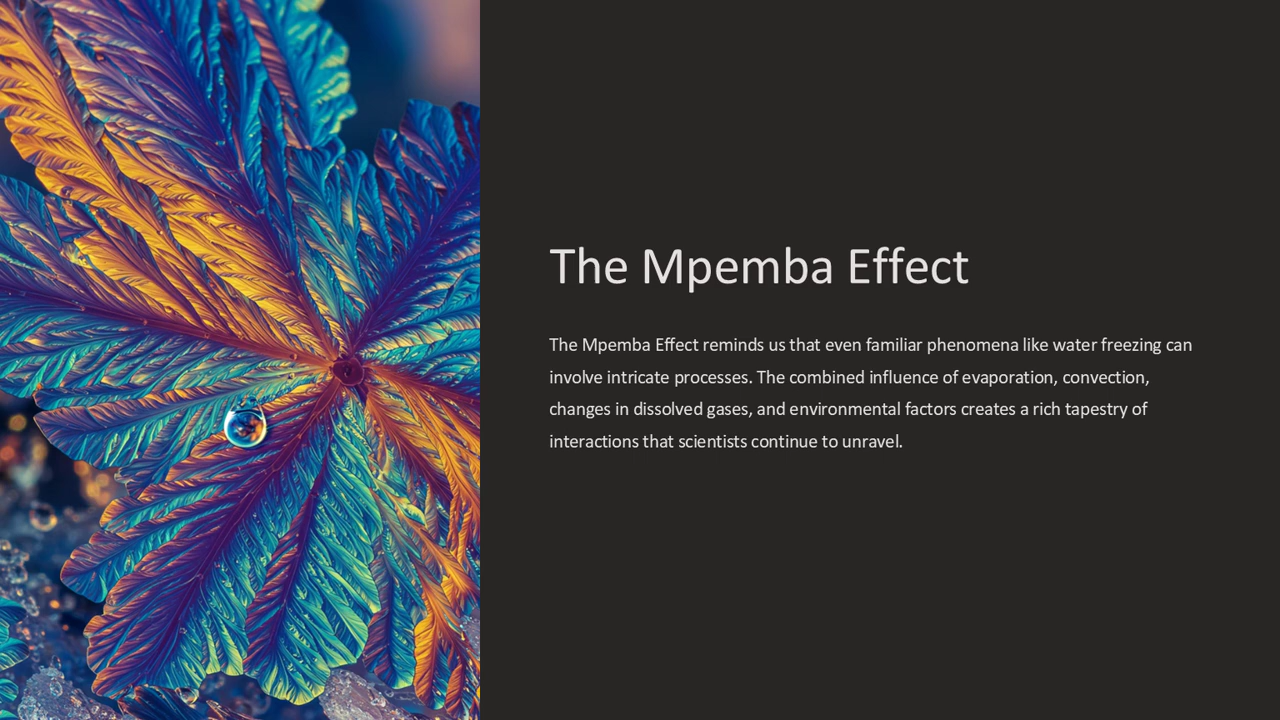 The Mpemba Effect
The Mpemba Effect reminds us that even familiar phenomena like water freezing can
involve intricate processes. The combined influence of evaporation, convection,
changes in dissolved gases, and environmental factors creates a rich tapestry of
interactions that scientists continue to unravel.